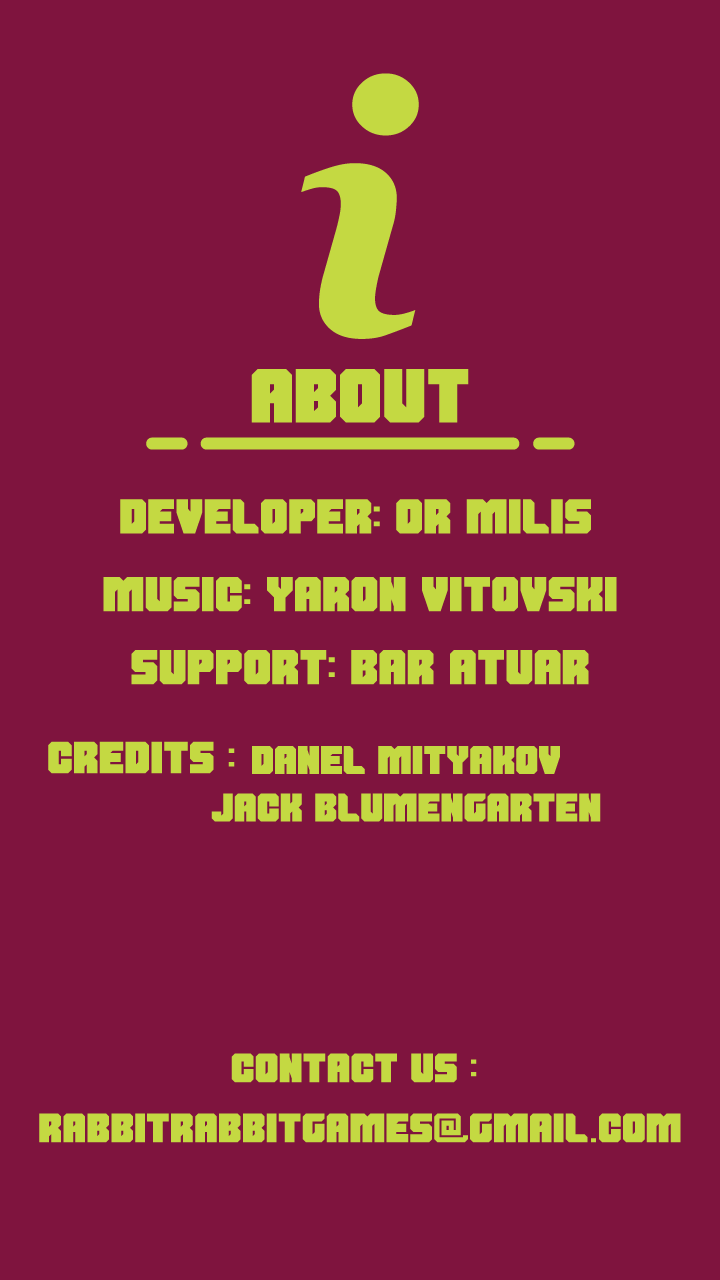 i
ABOUT
DEVELOPER: OR MILIS
MUSIC: YARON VITOVSKI
SUPPORT: BAR ATUAR
CREDITS : DANEL MITYAKOV
JACK BLUMENGARTEN
CONTACT US :
RABBITRABBITGAMES@GMAIL.COM